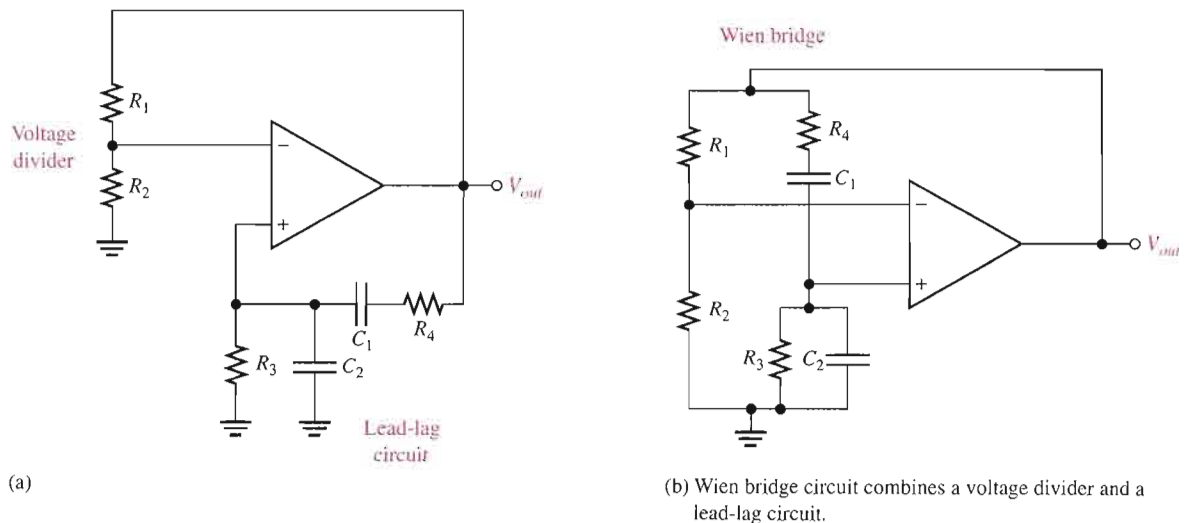 R1
Voltage
divider
R2
−
+
Vout
C1
R4
R3
C2
Lead-lag
circuit
(a)
Wien bridge
R4
R1
C1
−
+
Vout
R2
R3
C2
(b) Wien bridge circuit combines a voltage divider and a
lead-lag circuit.